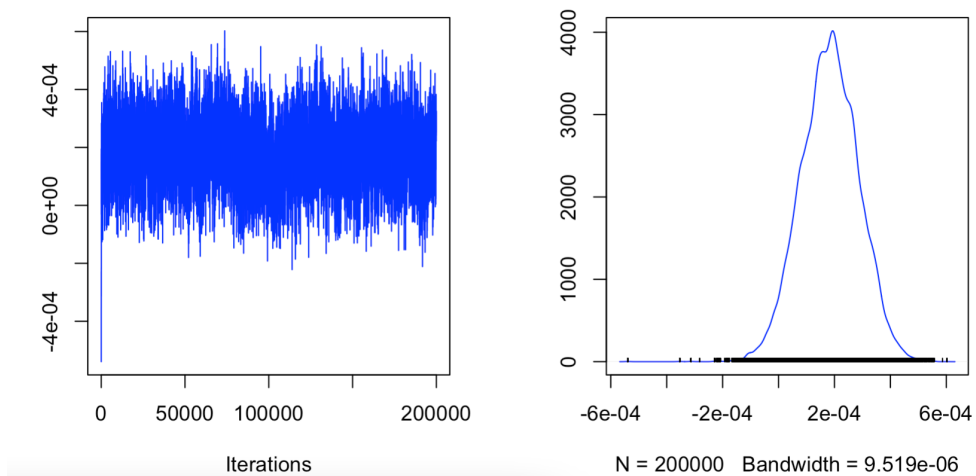 4e-04
0e+00
-4e-04
0 50000 100000 200000
Iterations
4000
3000
2000
1000
0
-6e-04 -2e-04 2e-04 6e-04
N = 200000 Bandwidth = 9.519e-06